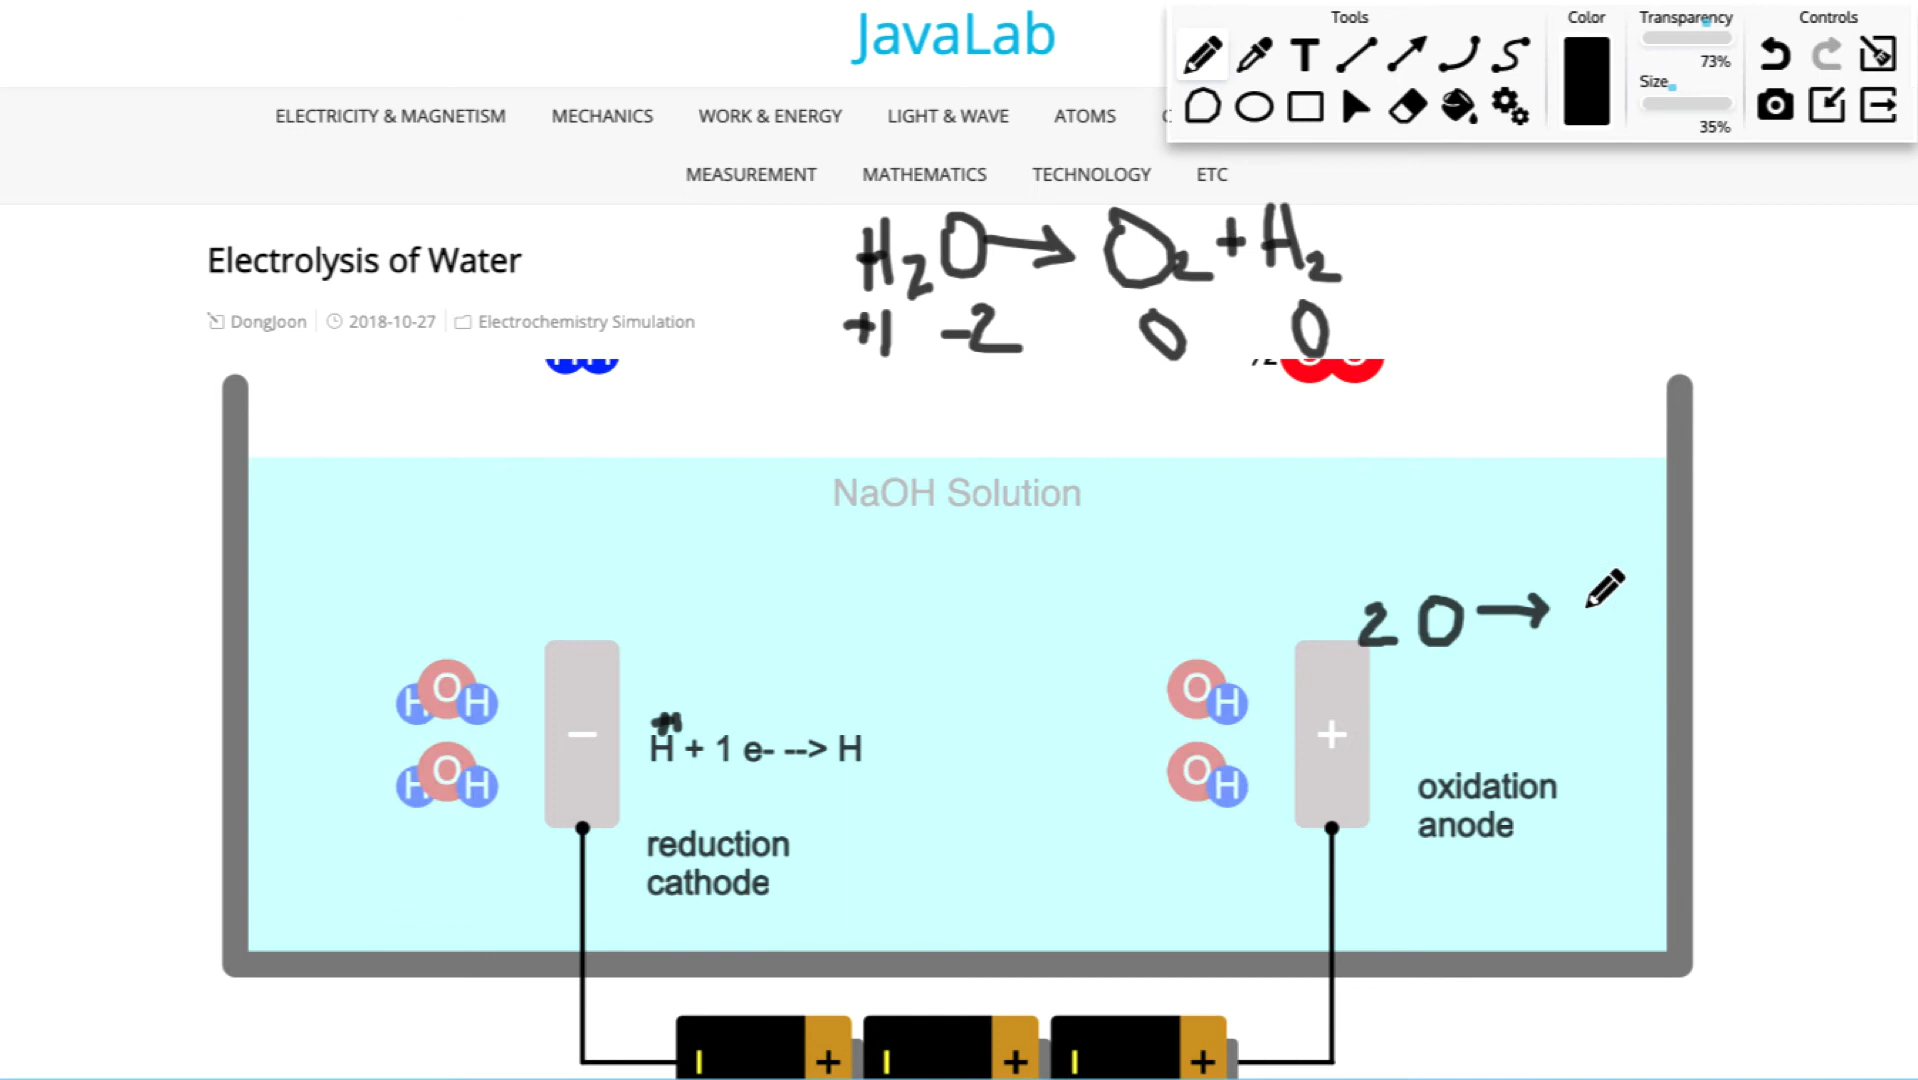 JavaLab
Tools
Color
Transparency
Controls
73%
Size
35%
T
S
ELECTRICITY & MAGNETISM MECHANICS WORK & ENERGY LIGHT & WAVE ATOMS
MEASUREMENT MATHEMATICS TECHNOLOGY ETC
H2O → O2 + H2
+1 -2 0 0
Electrolysis of Water
DongJoon 2018-10-27 Electrochemistry Simulation
NaOH Solution
2 O →
H O H
H O H
−
H + 1 e- --> H
reduction
cathode
O H
O H
+
oxidation
anode
+ + +